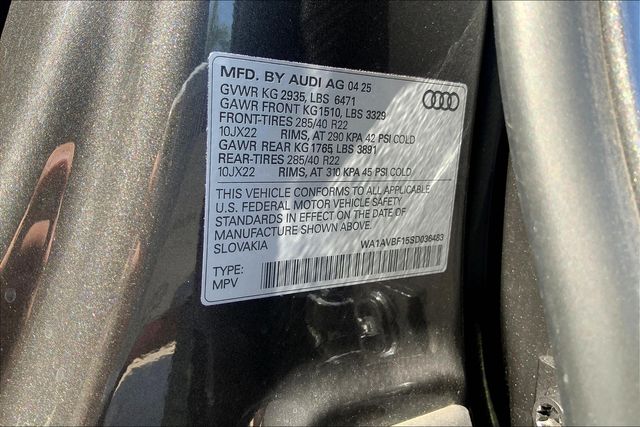 MFD. BY AUDI AG 04 25
GVWR KG 2935, LBS 6471
GAWR FRONT KG1510, LBS 3329
FRONT-TIRES 285/40 R22
10JX22 RIMS, AT 290 KPA 42 PSI COLD
GAWR REAR KG1765 LBS 3891
REAR-TIRES 285/40 R22
10JX22 RIMS, AT 310 KPA 45 PSI COLD
THIS VEHICLE CONFORMS TO ALL APPLICABLE
U.S. FEDERAL MOTOR VEHICLE SAFETY
STANDARDS IN EFFECT ON THE DATE OF
MANUFACTURE SHOWN ABOVE.
SLOVAKIA WA1AVBF15SD036483
TYPE:
MPV